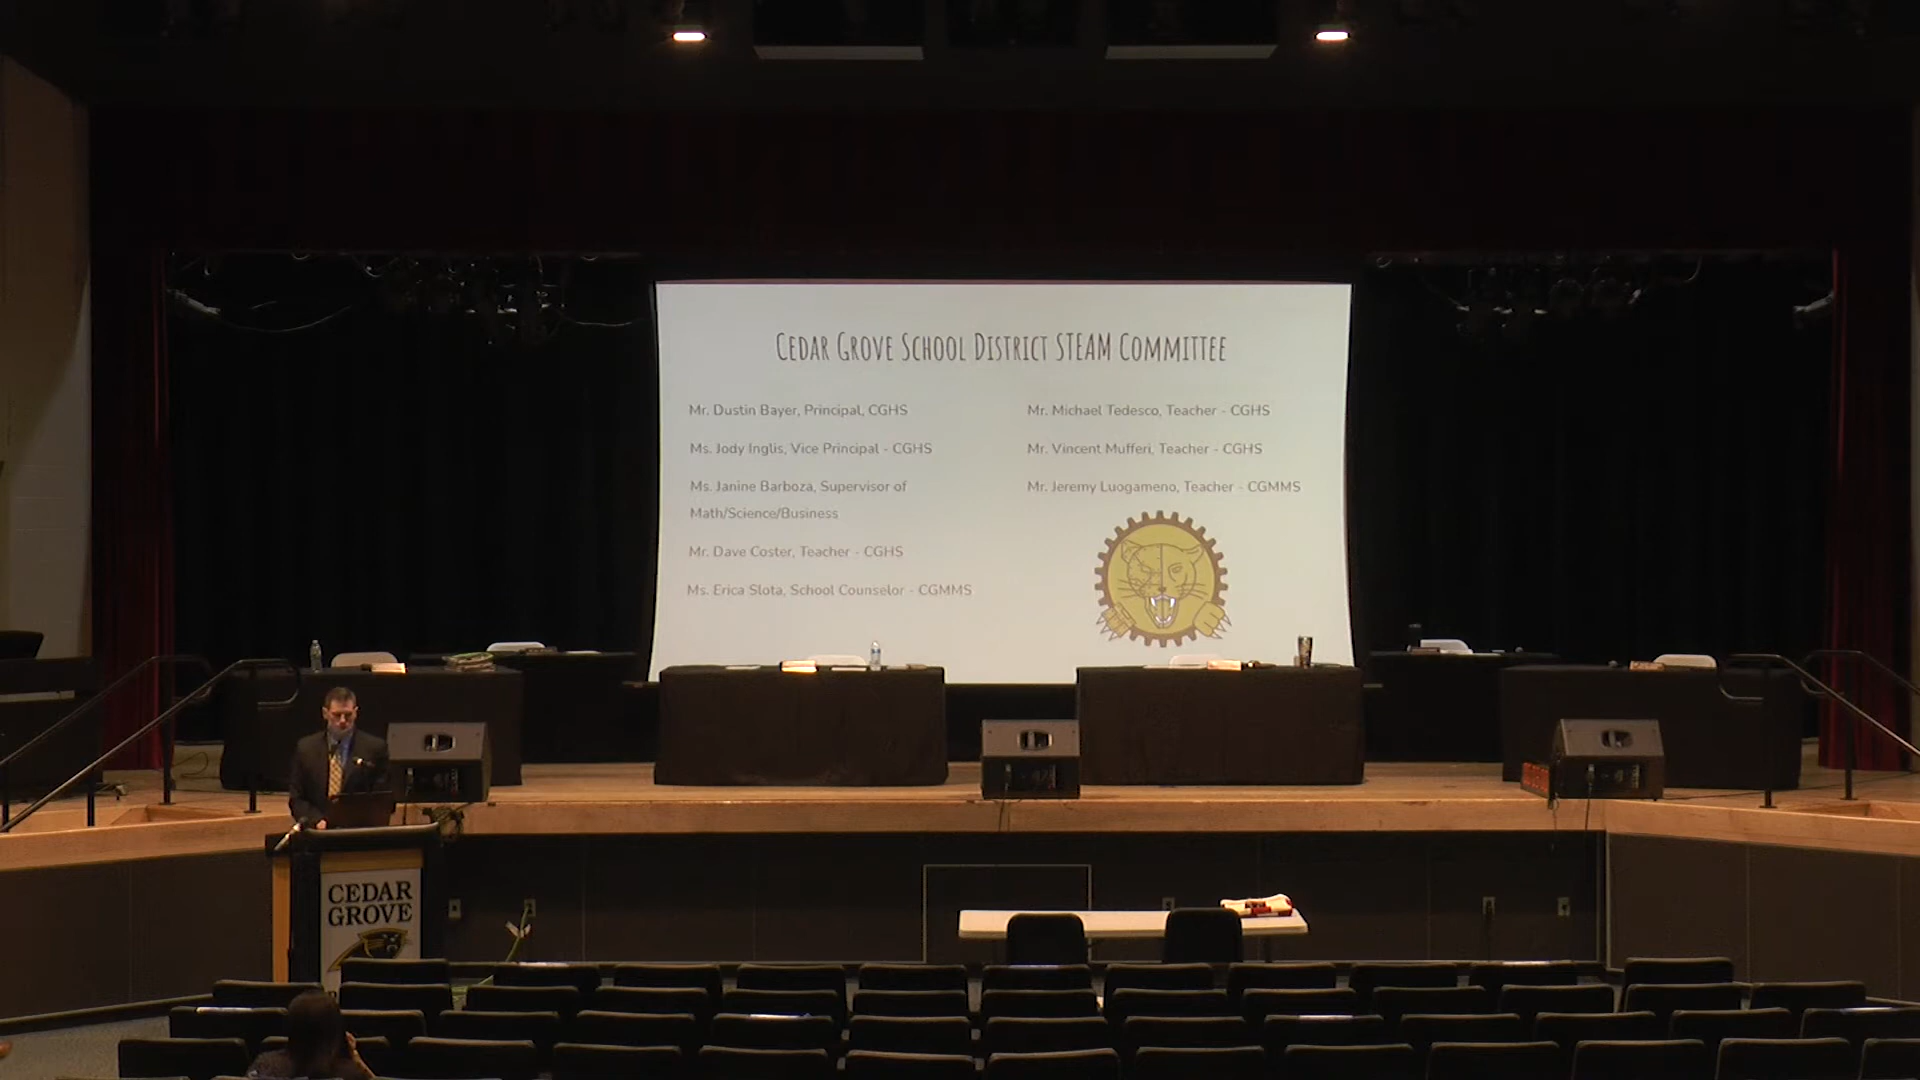 CEDAR GROVE SCHOOL DISTRICT STEAM COMMITTEE
Mr. Dustin Bayer, Principal, CGHS
Ms. Jody Inglis, Vice Principal - CGHS
Ms. Janine Barboza, Supervisor of
Math/Science/Business
Mr. Dave Coster, Teacher - CGHS
Ms. Erica Slota, School Counselor - CGMMS
Mr. Michael Tedesco, Teacher - CGHS
Mr. Vincent Mufferi, Teacher - CGHS
Mr. Jeremy Luogameno, Teacher - CGMMS
CEDAR
GROVE